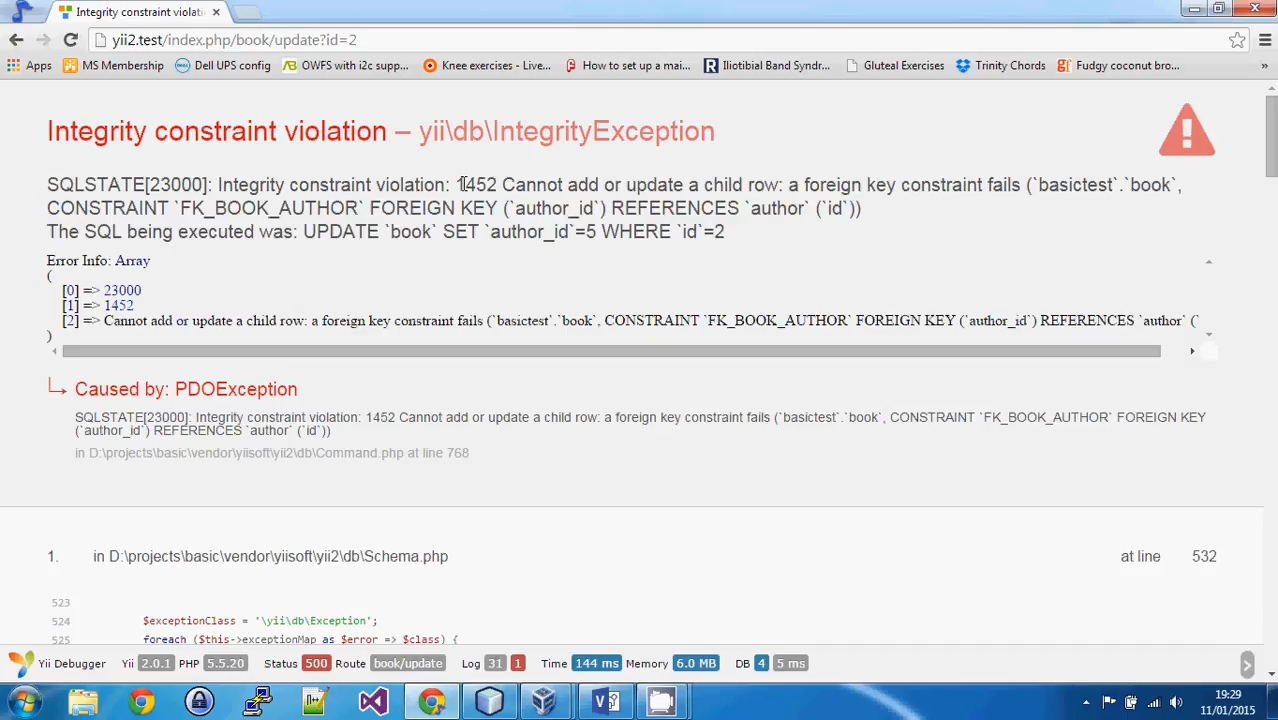 Integrity constraint violati
yii2.test/index.php/book/update?id=2
Apps MS Membership Dell UPS config OWFS with i2c supp... Knee exercises - Live... How to set up a mai... Iliotibial Band Syndr... Gluteal Exercises Trinity Chords Fudgy coconut bro... »
Integrity constraint violation – yii\db\IntegrityException
SQLSTATE[23000]: Integrity constraint violation: 1452 Cannot add or update a child row: a foreign key constraint fails (`basictest`.`book`,
CONSTRAINT `FK_BOOK_AUTHOR` FOREIGN KEY (`author_id`) REFERENCES `author` (`id`))
The SQL being executed was: UPDATE `book` SET `author_id`=5 WHERE `id`=2
Error Info: Array
(
[0] => 23000
[1] => 1452
[2] => Cannot add or update a child row: a foreign key constraint fails (`basictest`.`book`, CONSTRAINT `FK_BOOK_AUTHOR` FOREIGN KEY (`author_id`) REFERENCES `author` (`
)
Caused by: PDOException
SQLSTATE[23000]: Integrity constraint violation: 1452 Cannot add or update a child row: a foreign key constraint fails (`basictest`.`book`, CONSTRAINT `FK_BOOK_AUTHOR` FOREIGN KEY
(`author_id`) REFERENCES `author` (`id`))
in D:\projects\basic\vendor\yiisoft\yii2\db\Command.php at line 768
1. in D:\projects\basic\vendor\yiisoft\yii2\db\Schema.php at line 532
523
524 $exceptionClass = '\yii\db\Exception';
525 foreach ($this->exceptionMap as $error => $class) {
Yii Debugger Yii 2.0.1 PHP 5.5.20 Status 500 Route book/update Log 31 1 Time 144 ms Memory 6.0 MB DB 4 5 ms
19:29
11/01/2015